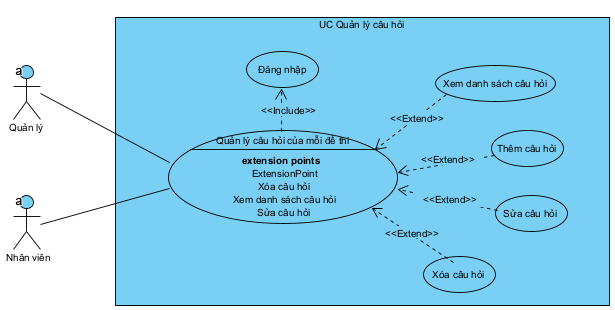 UC Quản lý câu hỏi
a
Quản lý
a
Nhân viên
Đăng nhập
<<Include>>
Quản lý câu hỏi của mỗi đề thi
extension points
ExtensionPoint
Xóa câu hỏi
Xem danh sách câu hỏi
Sửa câu hỏi
Xem danh sách câu hỏi
<<Extend>>
Thêm câu hỏi
<<Extend>>
Sửa câu hỏi
<<Extend>>
Xóa câu hỏi
<<Extend>>